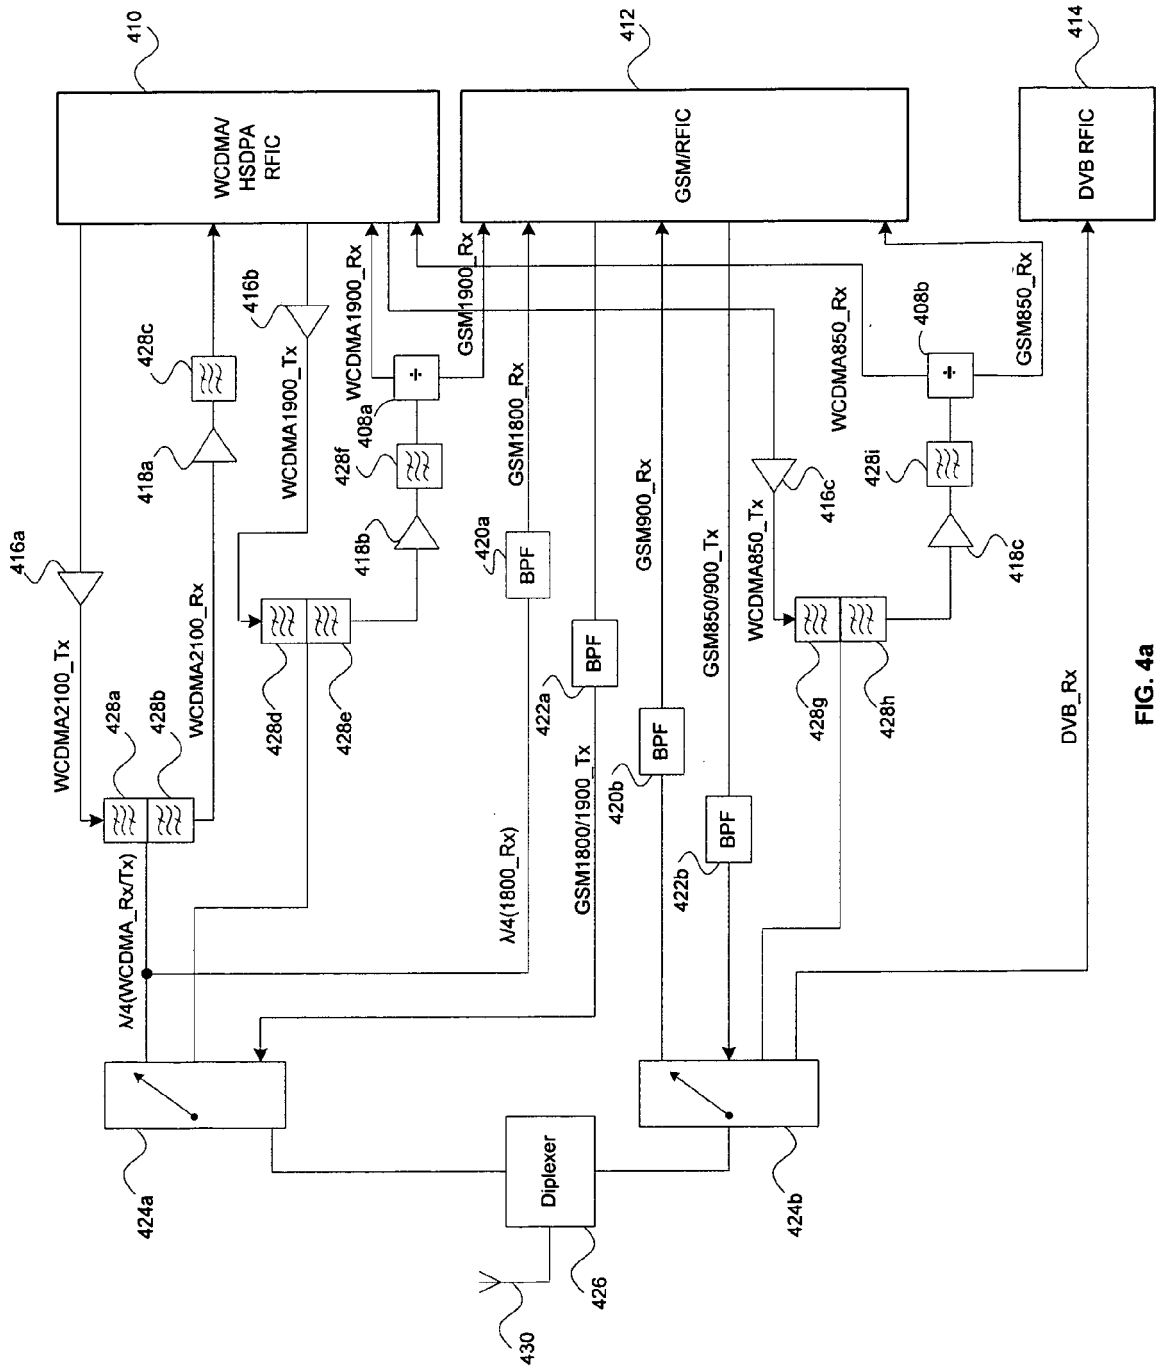 410
412
414
WCDMA/
HSDPA
RFIC
GSM/RFIC
DVB RFIC
416a
WCDMA2100_Tx
428a
428b
WCDMA2100_Rx
418a
428c
416b
WCDMA1900_Tx
428d
428e
418b
428f
÷
408a
WCDMA1900_Rx
GSM1900_Rx
λ/4(WCDMA_Rx/Tx)
λ/4(1800_Rx)
BPF
420a
GSM1800_Rx
BPF
422a
GSM1800/1900_Tx
BPF
420b
GSM900_Rx
BPF
422b
GSM850/900_Tx
416c
WCDMA850_Tx
428g
428h
418c
428i
÷
408b
WCDMA850_Rx
GSM850_Rx
DVB_Rx
424a
424b
Diplexer
426
430
FIG. 4a